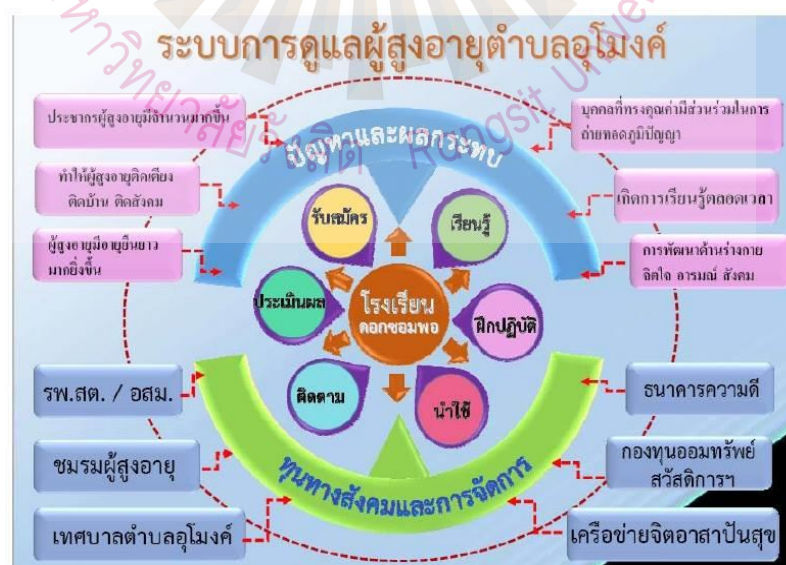 ระบบการดูแลผู้สูงอายุตำบลอุโมงค์
ประชากรผู้สูงอายุมีจำนวนมากขึ้น
บุคคลที่ทรงคุณค่ามีส่วนร่วมในการ
ถ่ายทอดภูมิปัญญา
ปัญหาและผลกระทบ
มหาวิทยาลัยรังสิต Rangsit Univer
ทำให้ผู้สูงอายุติดเตียง
ติดบ้าน ติดสังคม
รับสมัคร
เรียนรู้
เกิดการเรียนรู้ตลอดเวลา
ผู้สูงอายุมีอายุยืนยาว
มากยิ่งขึ้น
การพัฒนาด้านร่างกาย
จิตใจ อารมณ์ สังคม
ประเมินผล
โรงเรียน
ดอกซอมพอ
ฝึกปฏิบัติ
ติดตาม
นำใช้
รพ.สต. / อสม.
ธนาคารความดี
ชมรมผู้สูงอายุ
กองทุนออมทรัพย์
สวัสดิการฯ
ทุนทางสังคมและการจัดการ
เทศบาลตำบลอุโมงค์
เครือข่ายจิตอาสาปันสุข